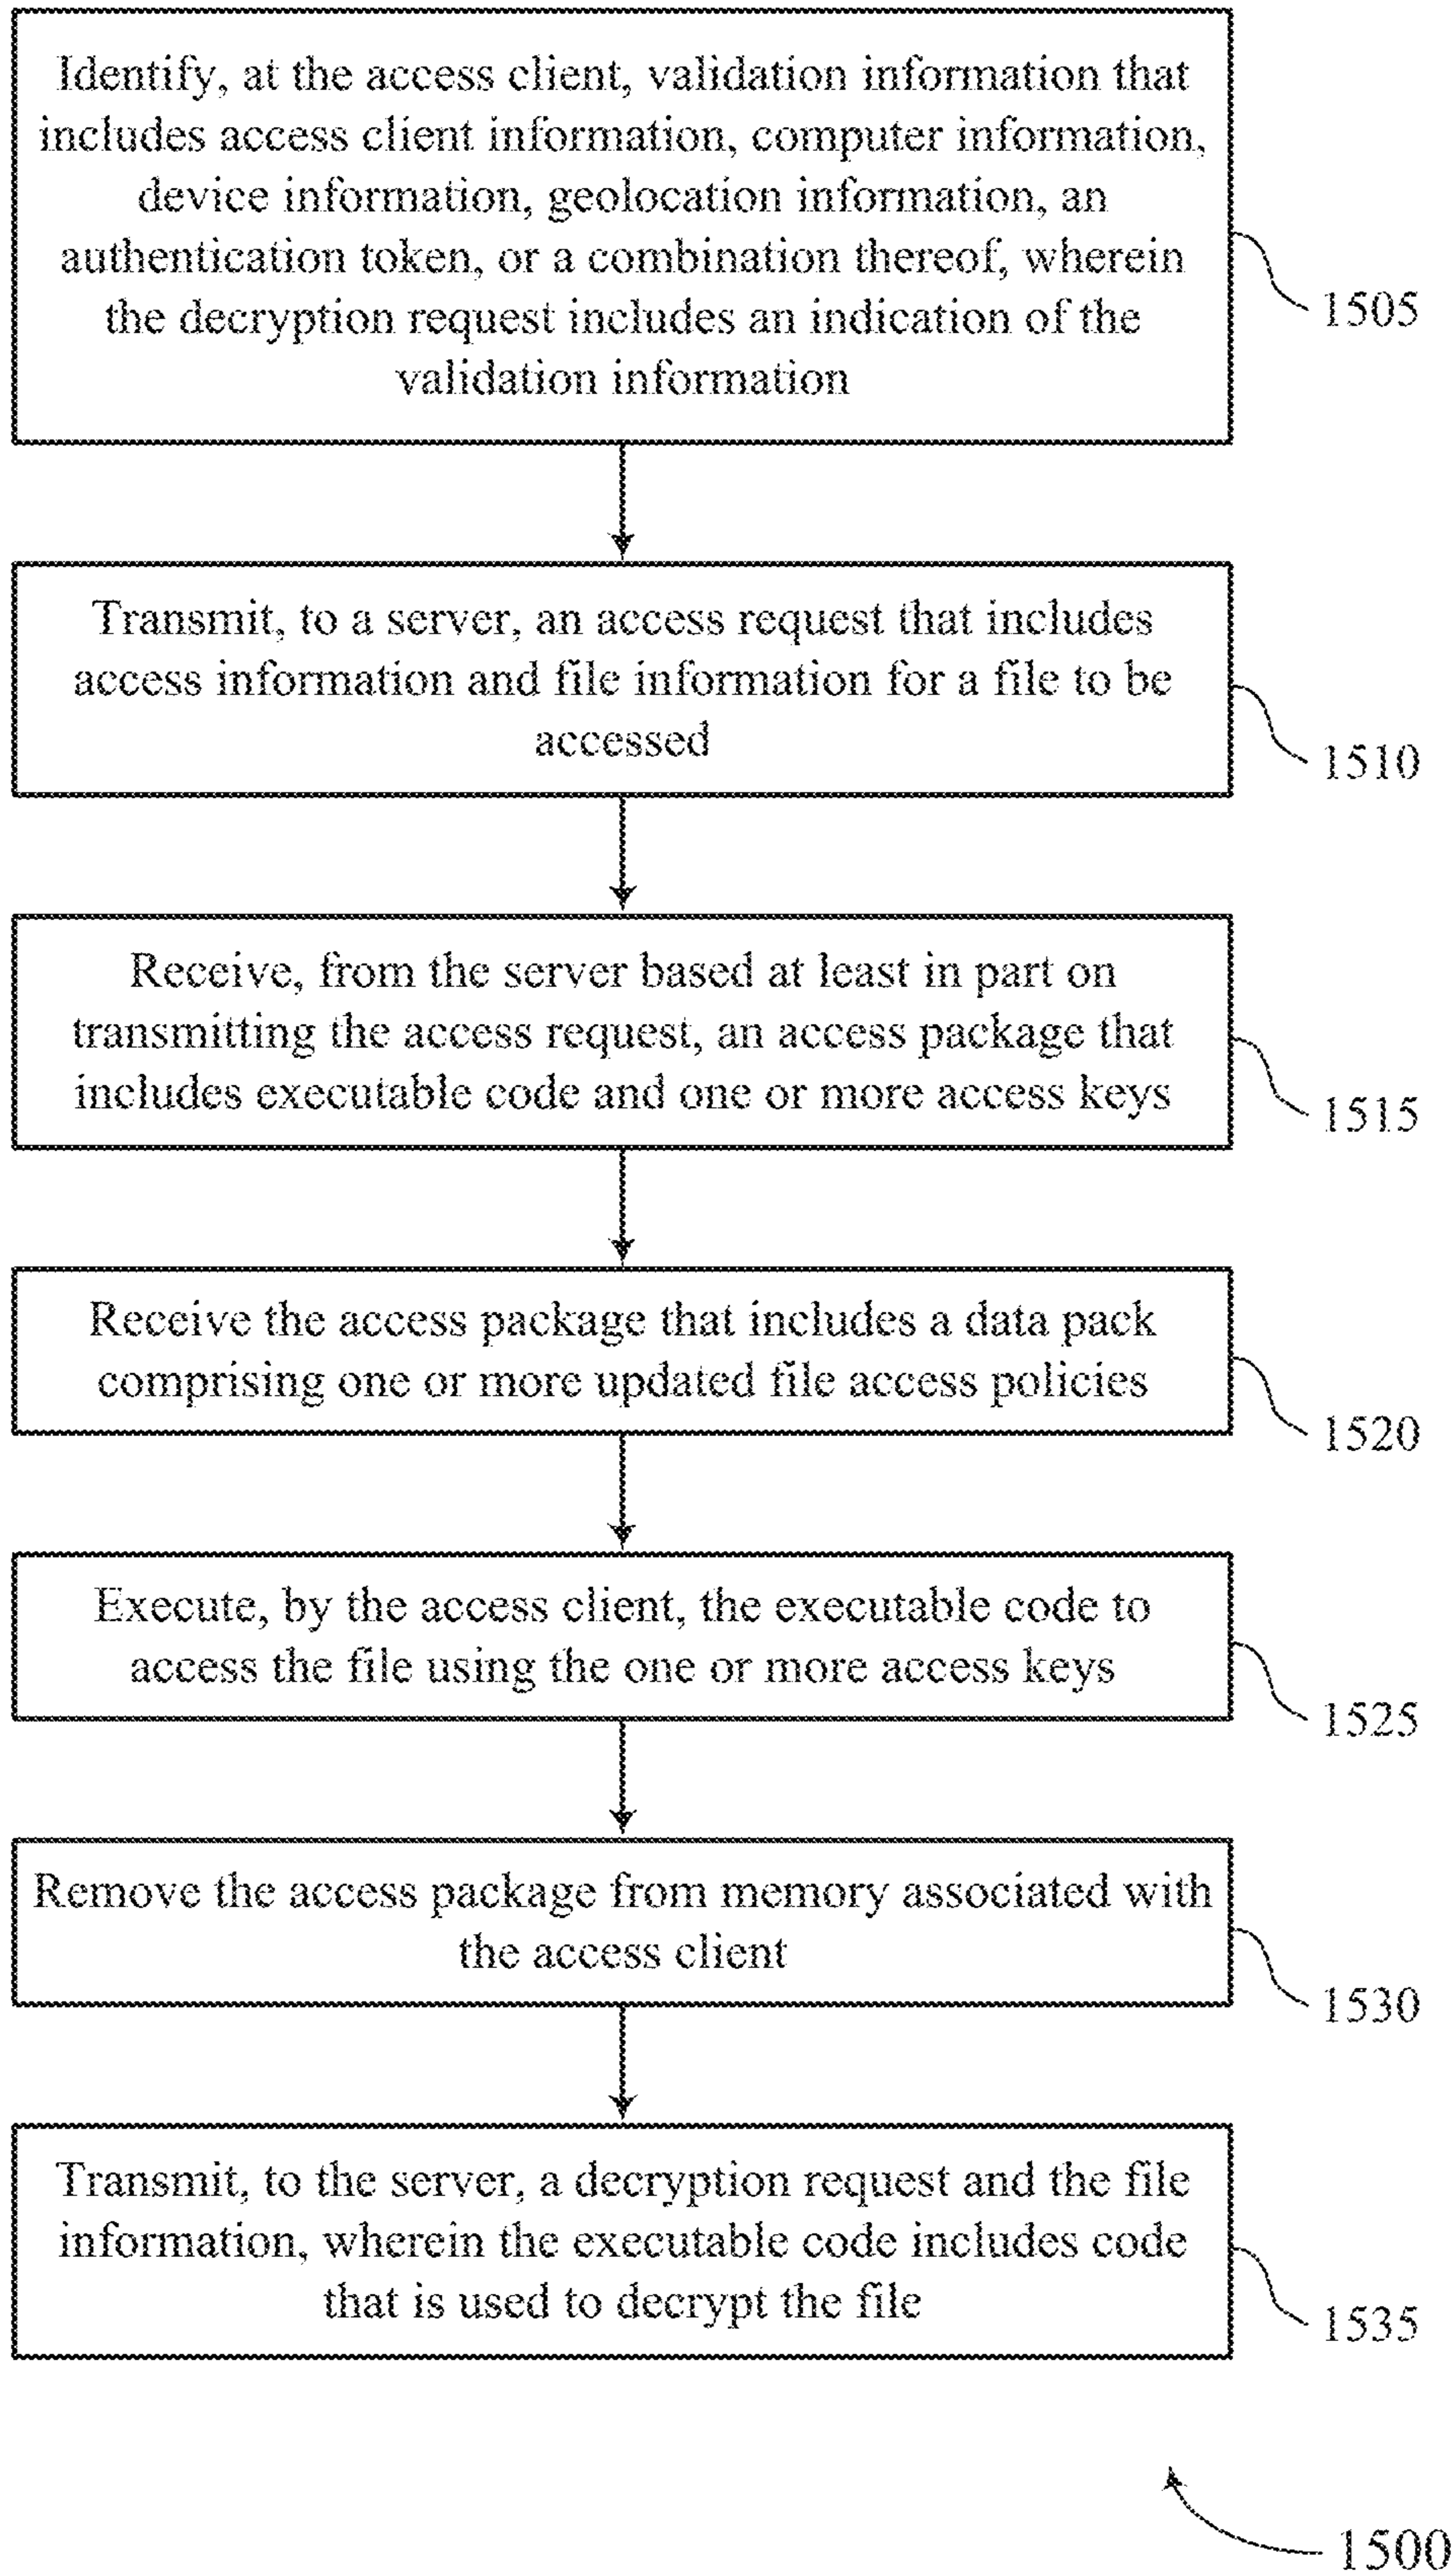 Identify, at the access client, validation information that
includes access client information, computer information,
device information, geolocation information, an
authentication token, or a combination thereof, wherein
the decryption request includes an indication of the
validation information
1505
Transmit, to a server, an access request that includes
access information and file information for a file to be
accessed
1510
Receive, from the server based at least in part on
transmitting the access request, an access package that
includes executable code and one or more access keys
1515
Receive the access package that includes a data pack
comprising one or more updated file access policies
1520
Execute, by the access client, the executable code to
access the file using the one or more access keys
1525
Remove the access package from memory associated with
the access client
1530
Transmit, to the server, a decryption request and the file
information, wherein the executable code includes code
that is used to decrypt the file
1535
1500